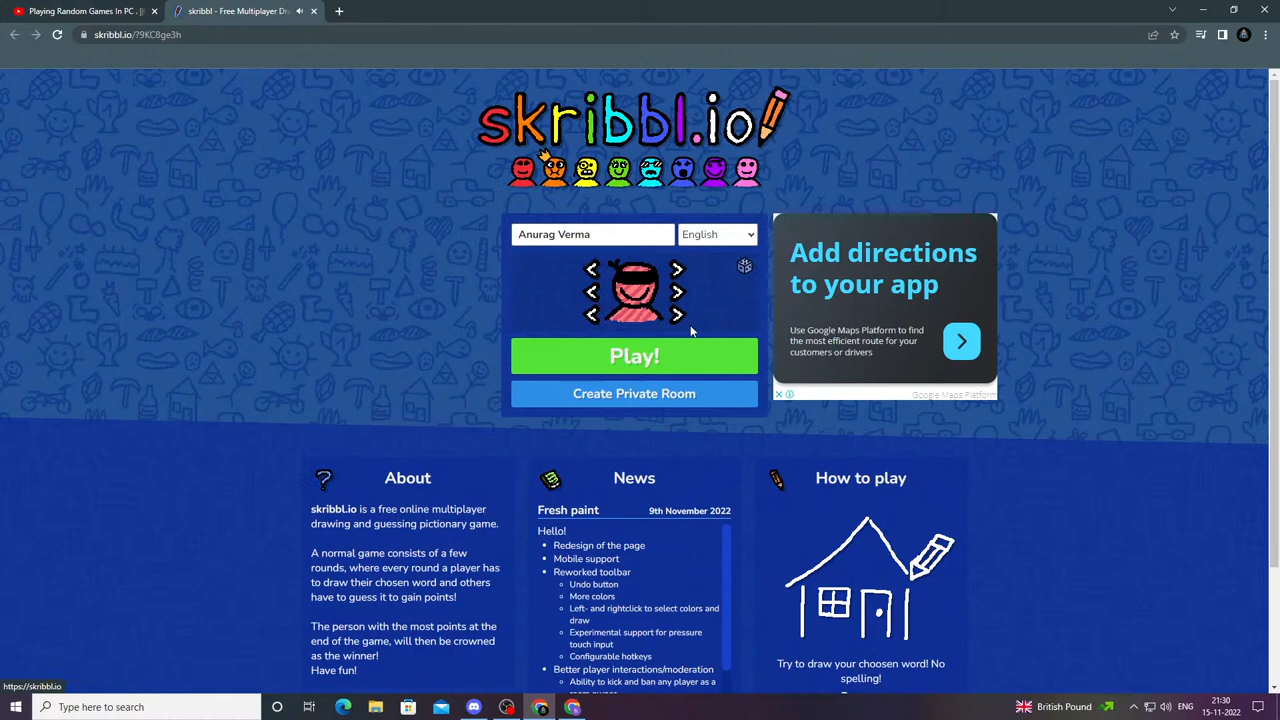 Playing Random Games In PC . ||
skribbl - Free Multiplayer Dra
skribbl.io/?9KC8ge3h
skribbl.io
Anurag Verma
English
Play!
Create Private Room
Add directions
to your app
Use Google Maps Platform to find
the most efficient route for your
customers or drivers
Google Maps Platform
About
skribbl.io is a free online multiplayer
drawing and guessing pictionary game.
A normal game consists of a few
rounds, where every round a player has
to draw their chosen word and others
have to guess it to gain points!
The person with the most points at the
end of the game, will then be crowned
as the winner!
Have fun!
News
Fresh paint
9th November 2022
Hello!
Redesign of the page
Mobile support
Reworked toolbar
Undo button
More colors
Left- and rightclick to select colors and
draw
Experimental support for pressure
touch input
Configurable hotkeys
Better player interactions/moderation
Ability to kick and ban any player as a
room owner
How to play
Try to draw your choosen word! No
spelling!
https://skribbl.io
Type here to search
British Pound
ENG
21:30
15-11-2022